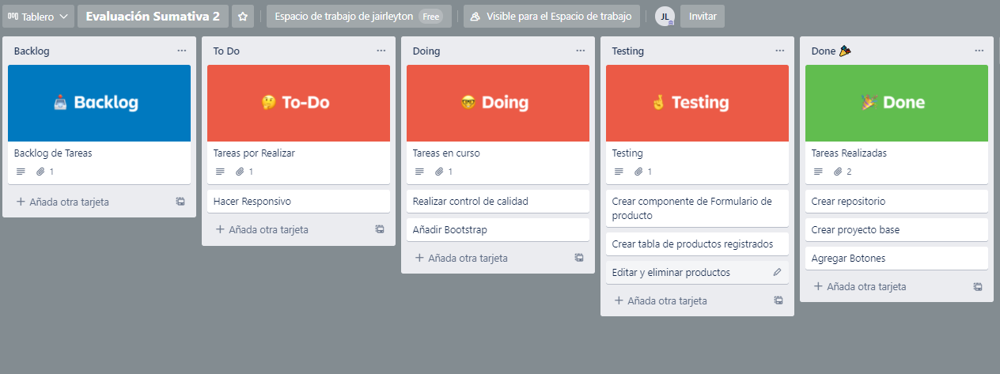 Tablero
Evaluación Sumativa 2
Espacio de trabajo de jairleyton Free
Visible para el Espacio de trabajo
JL
Invitar
Backlog
📥 Backlog
Backlog de Tareas
1
+ Añada otra tarjeta
To Do
🤔 To-Do
Tareas por Realizar
1
Hacer Responsivo
+ Añada otra tarjeta
Doing
🤓 Doing
Tareas en curso
1
Realizar control de calidad
Añadir Bootstrap
+ Añada otra tarjeta
Testing
🤞 Testing
Testing
1
Crear componente de Formulario de
producto
Crear tabla de productos registrados
Editar y eliminar productos
+ Añada otra tarjeta
Done 🎉
🎉 Done
Tareas Realizadas
2
Crear repositorio
Crear proyecto base
Agregar Botones
+ Añada otra tarjeta